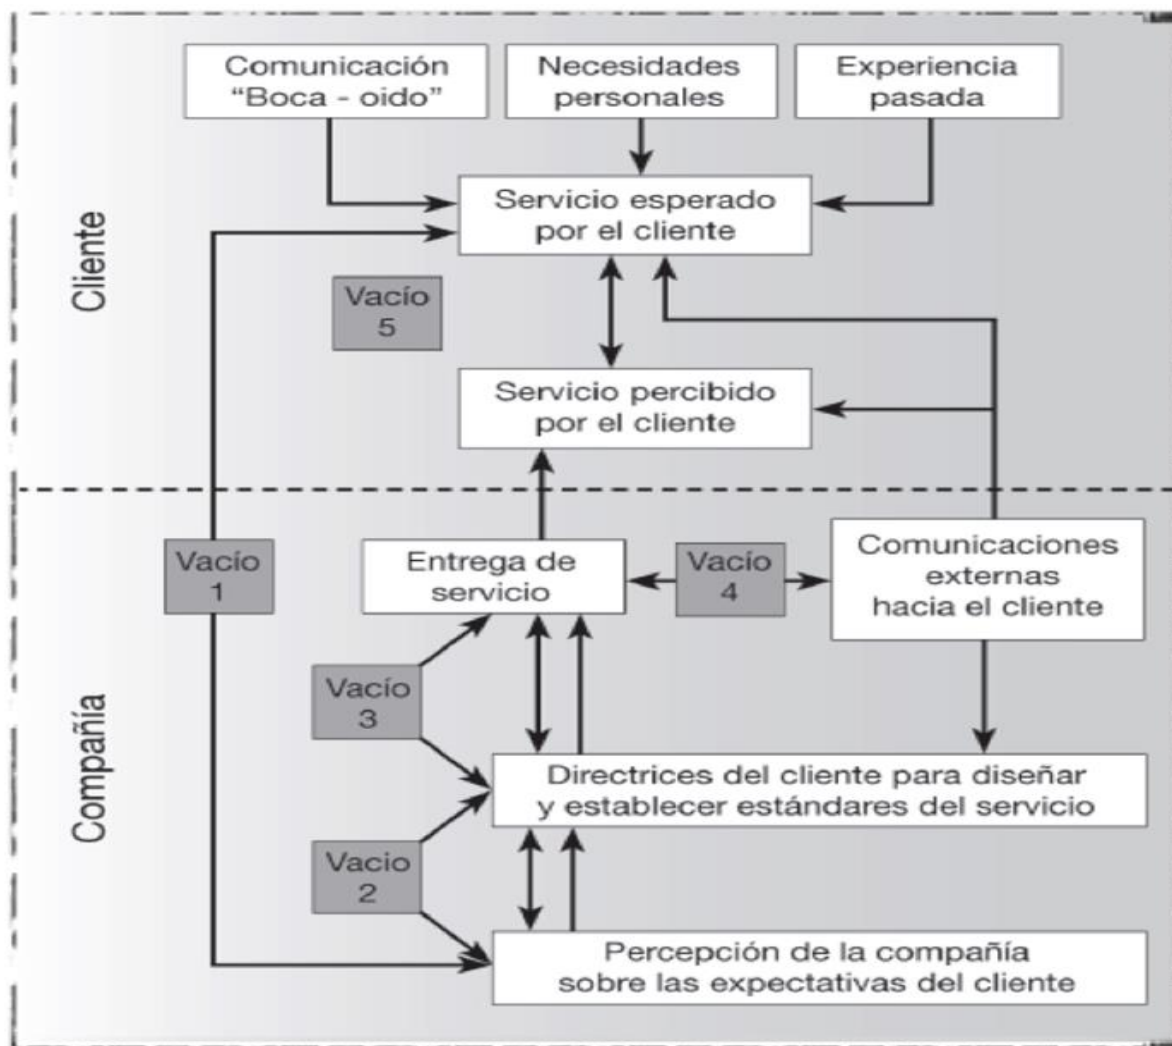 Comunicación
“Boca - oido”
Necesidades
personales
Experiencia
pasada
Cliente
Servicio esperado
por el cliente
Vacío
5
Servicio percibido
por el cliente
Compañía
Vacío
1
Entrega de
servicio
Vacío
4
Comunicaciones
externas
hacia el cliente
Vacío
3
Directrices del cliente para diseñar
y establecer estándares del servicio
Vacio
2
Percepción de la compañía
sobre las expectativas del cliente